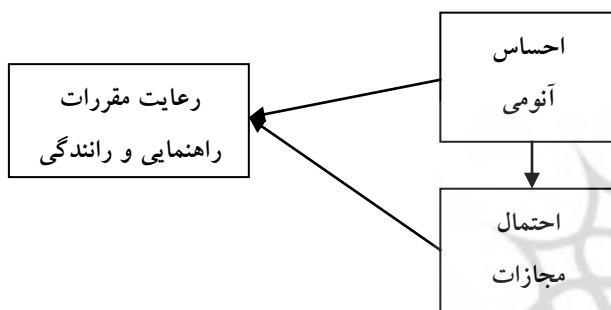 احساس
آنومی
رعایت مقررات
راهنمایی و رانندگی
احتمال
مجازات